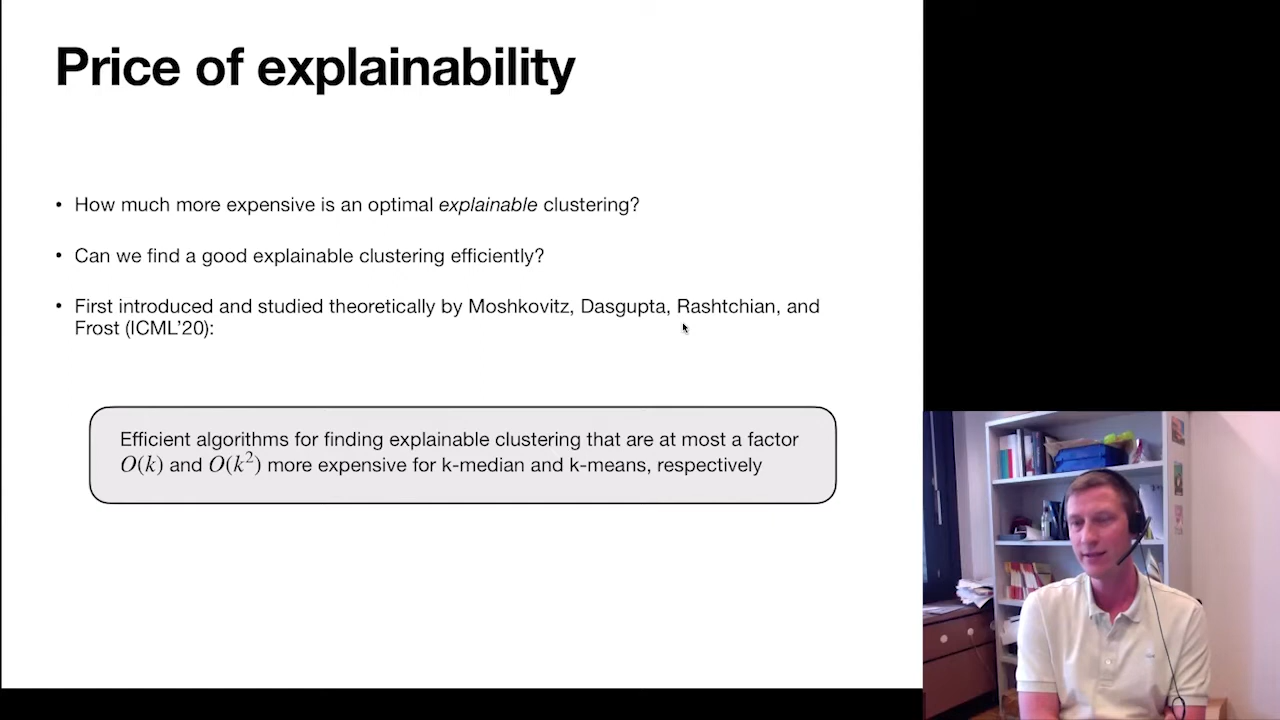 Price of explainability
• How much more expensive is an optimal explainable clustering?
• Can we find a good explainable clustering efficiently?
• First introduced and studied theoretically by Moshkovitz, Dasgupta, Rashtchian, and
Frost (ICML'20):
Efficient algorithms for finding explainable clustering that are at most a factor
O(k) and O(k²) more expensive for k-median and k-means, respectively